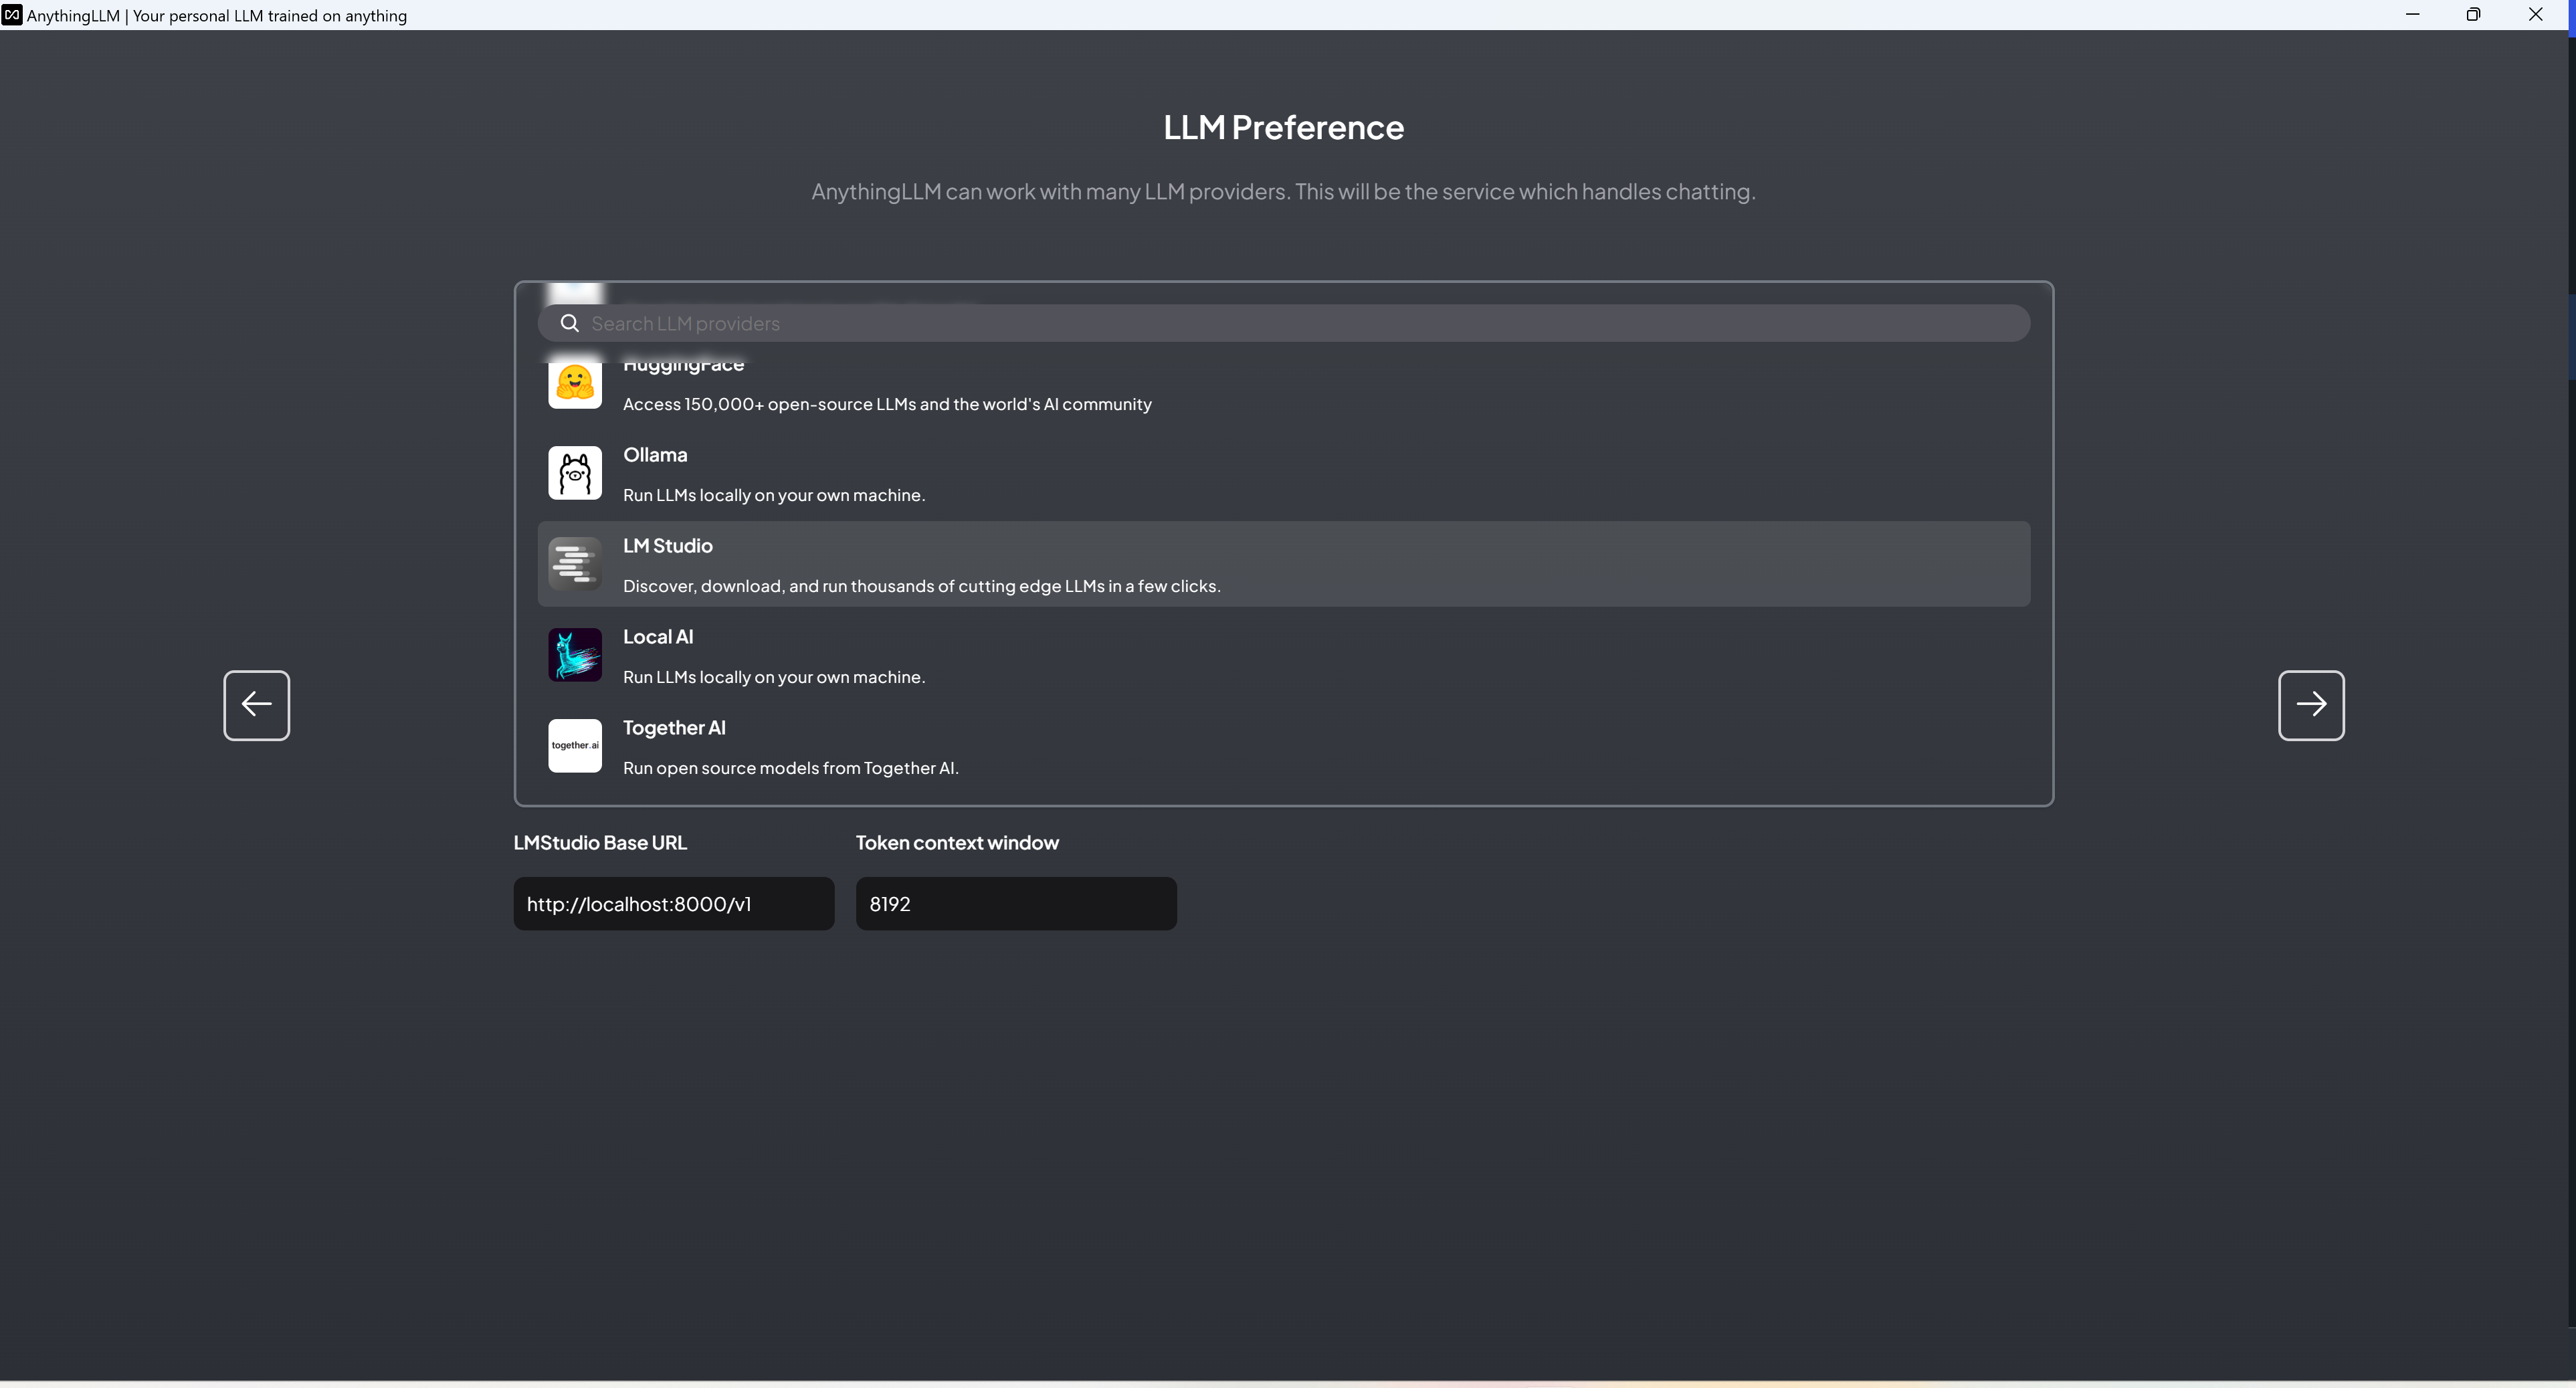 AnythingLLM | Your personal LLM trained on anything
LLM Preference
AnythingLLM can work with many LLM providers. This will be the service which handles chatting.
Search LLM providers
HuggingFace
Access 150,000+ open-source LLMs and the world's AI community
Ollama
Run LLMs locally on your own machine.
LM Studio
Discover, download, and run thousands of cutting edge LLMs in a few clicks.
Local AI
Run LLMs locally on your own machine.
together.ai
Together AI
Run open source models from Together AI.
LMStudio Base URL
Token context window
http://localhost:8000/v1
8192